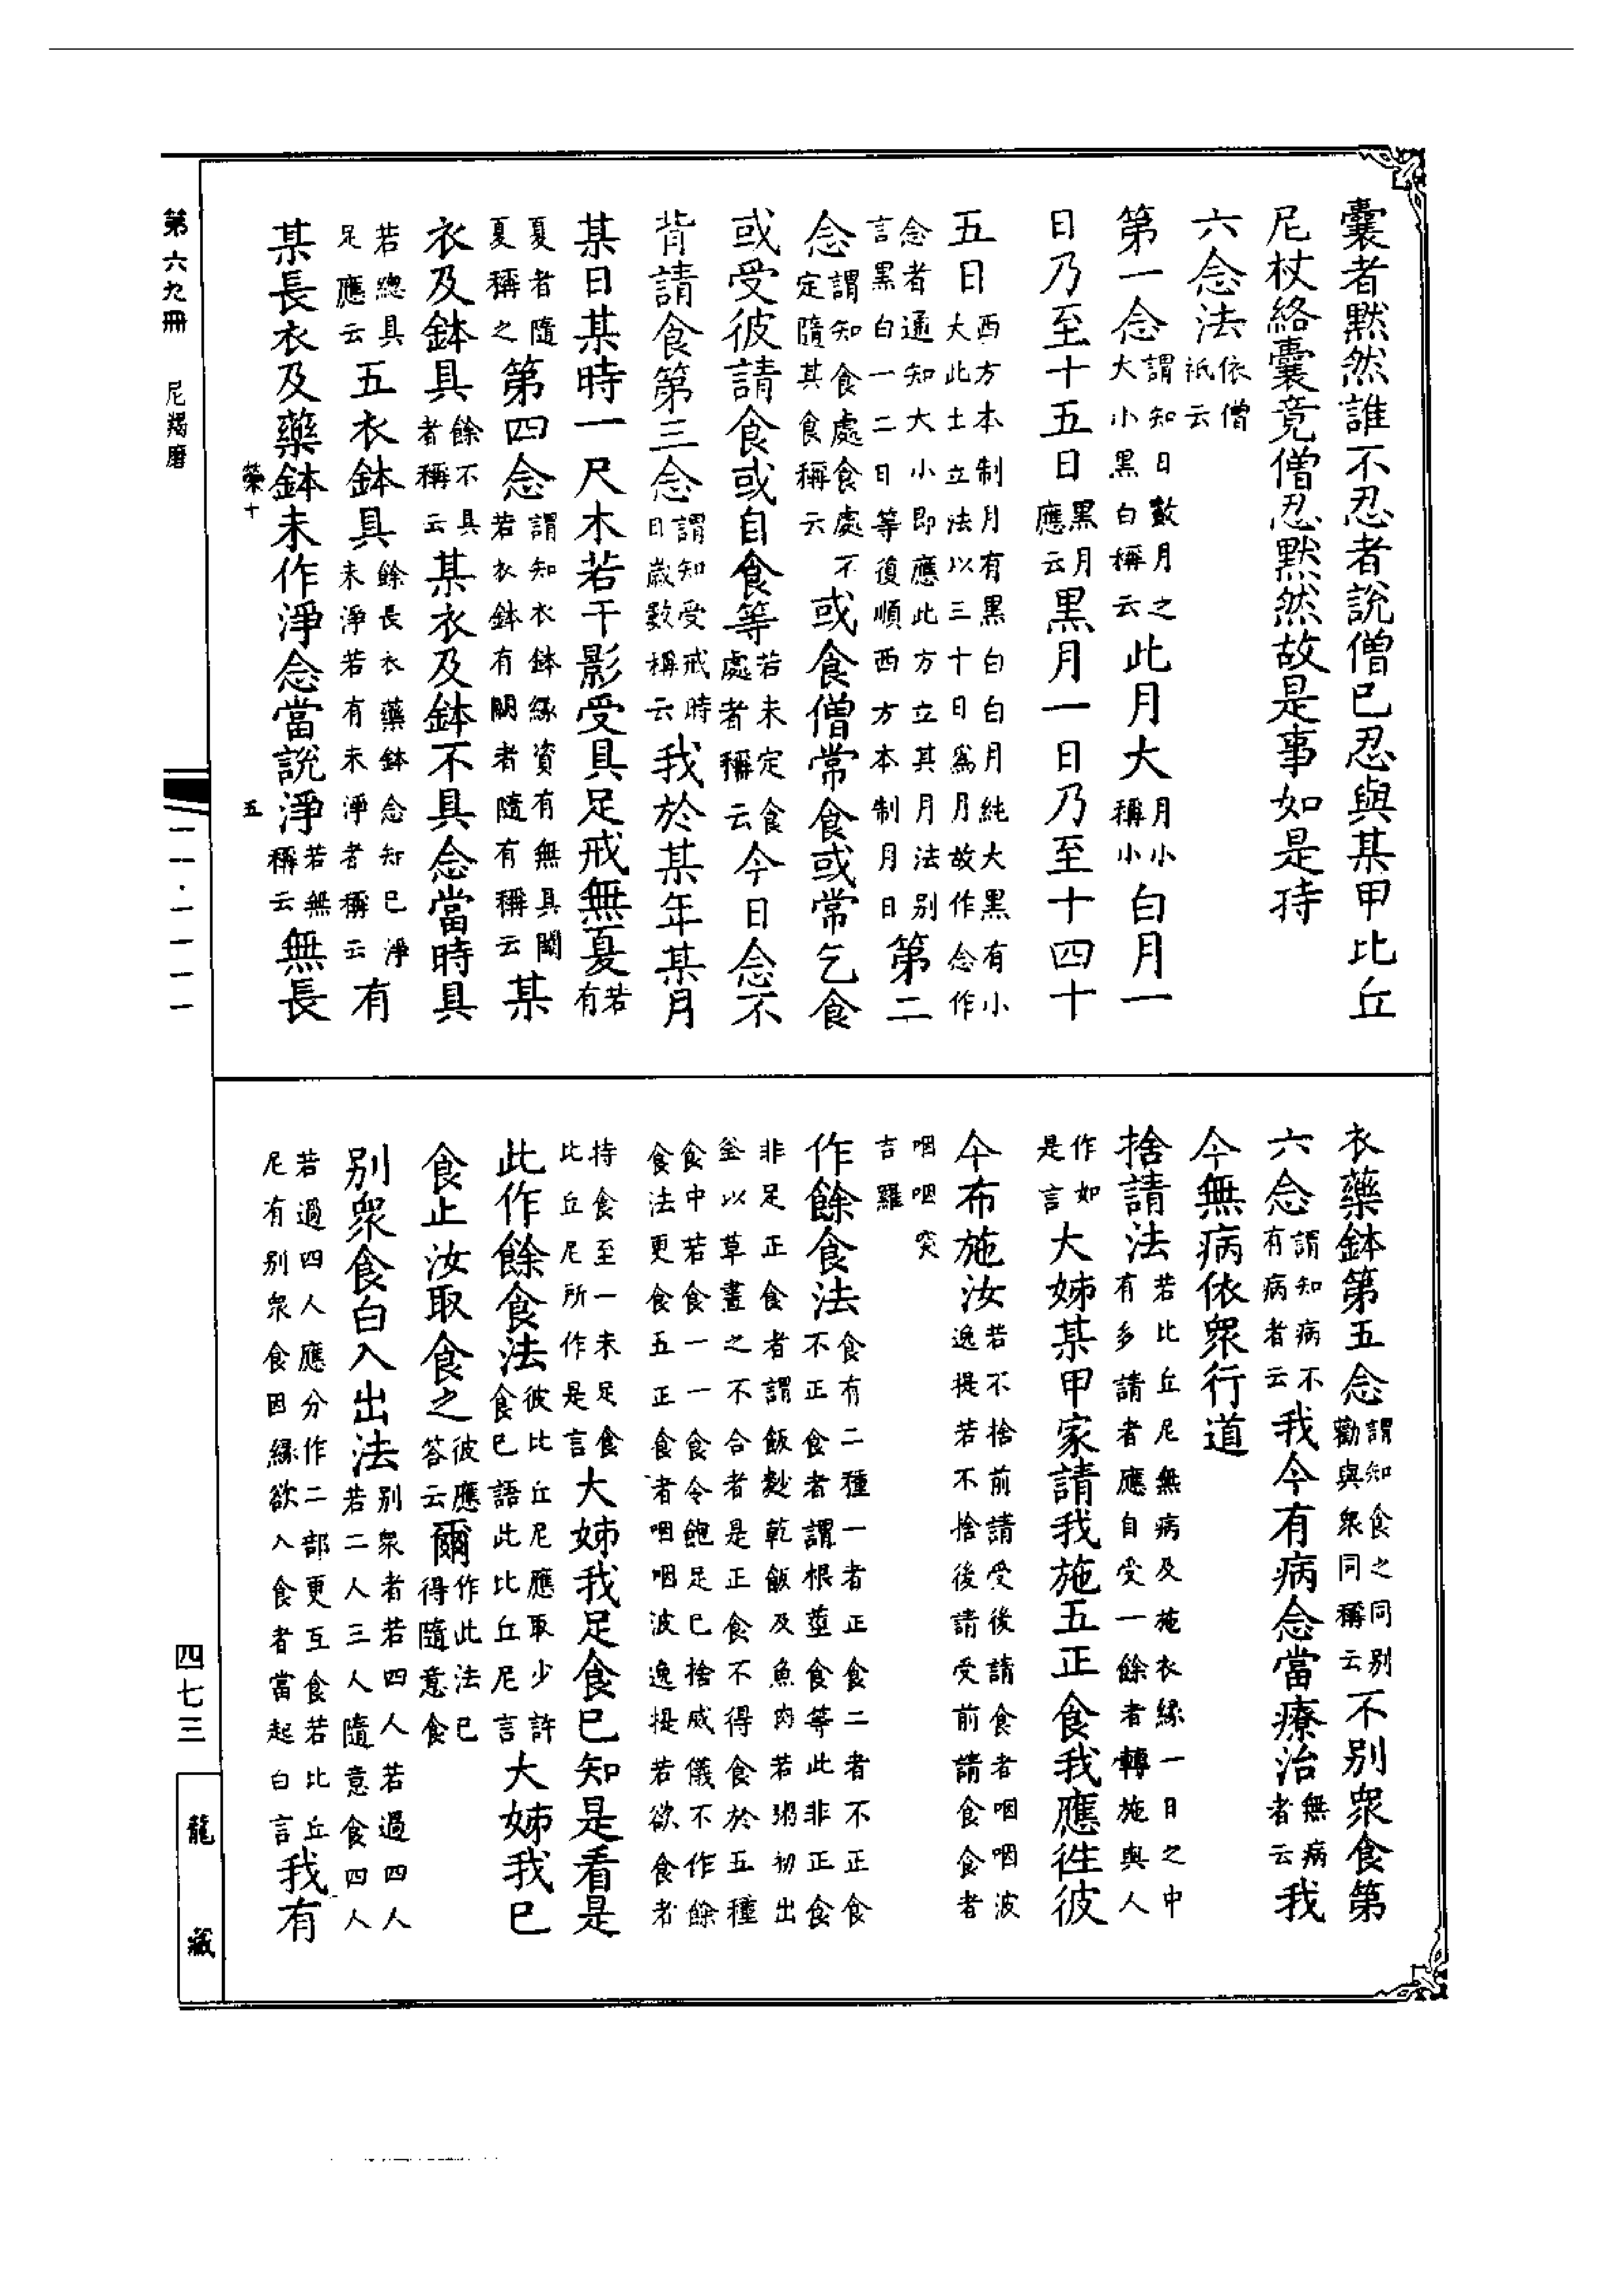 囊者默然誰不忍者說僧已忍與某甲比丘
尼杖絡囊竟僧忍默然故是事如是持
六念法依僧祇云
第一念謂知日數月之大小黑白稱云此月大月小稱小白月一
日乃至十五日黑月應云黑月一日乃至十四十
五日西方本制月有黑白白月純大黑有小大此土立法以三十日為月故作念作
念者通知大小即應此方立其月法別言黑白一二日等復順西方本制月日第二
念謂知食處食處不定隨其食稱云或食僧常食或常乞食
或受彼請食或自食等若未定食處者稱云今日念不
背請食第三念謂知受戒時日歲數稱云我於某年某月
某日某時一尺木若干影受具足戒無夏若有
夏者隨夏稱之第四念謂知衣鉢緣資有無具闕若衣鉢有闕者隨有稱云某
衣及鉢具餘不具者稱云某衣及鉢不具念當時具
若總具足應云五衣鉢具餘長衣藥鉢念知已淨未淨若有未淨者稱云有
某長衣及藥鉢未作淨念當說淨若無稱云無長
衣藥鉢第五念謂知食之同別勸與衆同稱云不別衆食第
六念謂知病不有病者云我今有病念當療治無病者云我
今無病依衆行道
捨請法若比丘尼無病及施衣緣一日之中有多請者應自受一餘者轉施與人
作如是言大姊某甲家請我施五正食我應徃彼
今布施汝若不捨前請受後請食者咽咽波逸提若不捨後請受前請食食者
咽咽突吉羅
作餘食法食有二種一者正食二者不正食不正食者謂根莖食等此非正食
非足正食者謂飯麨乾飯及魚肉若粥初出釜以草畫之不合者是正食不得食於五種
食中若食一一食令飽足已捨威儀不作餘食法更食五正食者咽咽波逸提若欲食者
持食至一未足食比丘尼所作是言大姊我足食已知是看是
此作餘食法彼比丘尼應取少許食已語此比丘尼言大姊我已
食止汝取食之彼應答云爾作此法已得隨意食
別衆食白入出法別衆者若四人若過四人若二人三人隨意食四人
若過四人應分作二部更互食若比丘尼有別衆食因緣欲入食者當起白言我有
第六九冊　尼羯磨
榮十
五
一一·一一一一
四七三
龍藏